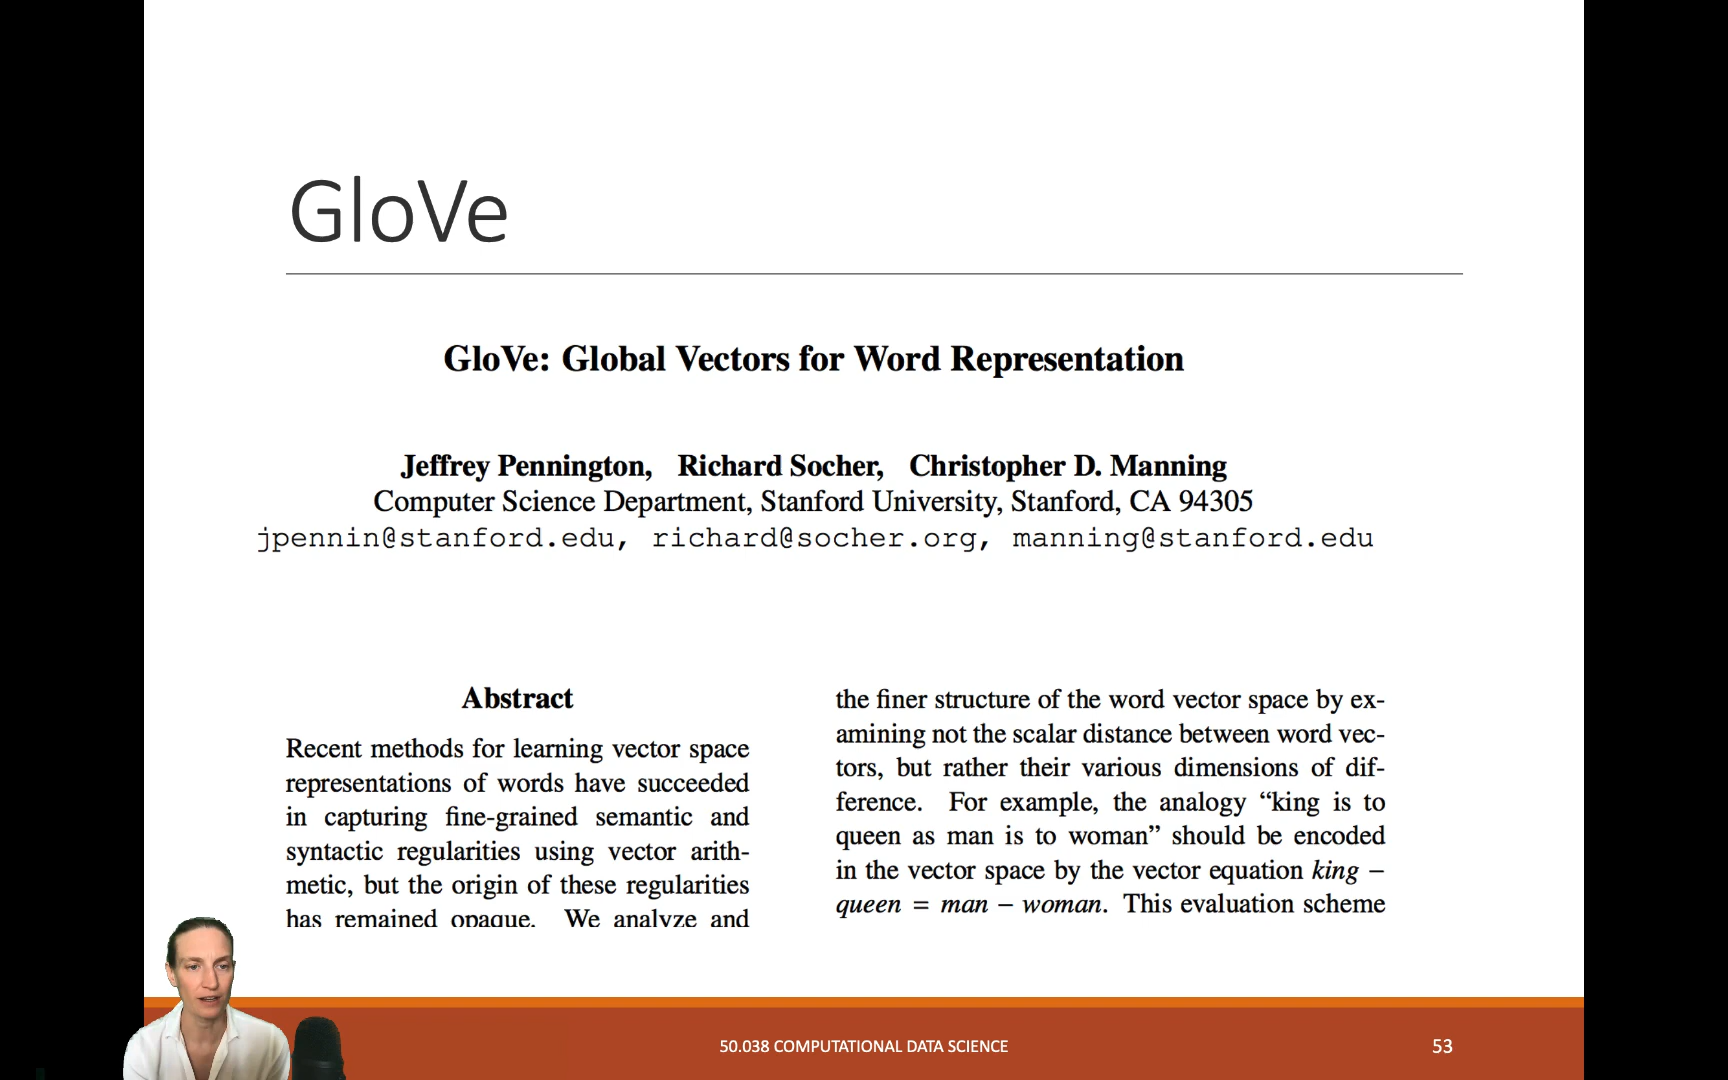 GloVe
GloVe: Global Vectors for Word Representation
Jeffrey Pennington, Richard Socher, Christopher D. Manning
Computer Science Department, Stanford University, Stanford, CA 94305
jpennin@stanford.edu, richard@socher.org, manning@stanford.edu
Abstract
Recent methods for learning vector space
representations of words have succeeded
in capturing fine-grained semantic and
syntactic regularities using vector arith-
metic, but the origin of these regularities
has remained opaque. We analyze and
the finer structure of the word vector space by ex-
amining not the scalar distance between word vec-
tors, but rather their various dimensions of dif-
ference. For example, the analogy “king is to
queen as man is to woman” should be encoded
in the vector space by the vector equation king −
queen = man − woman. This evaluation scheme
50.038 COMPUTATIONAL DATA SCIENCE
53